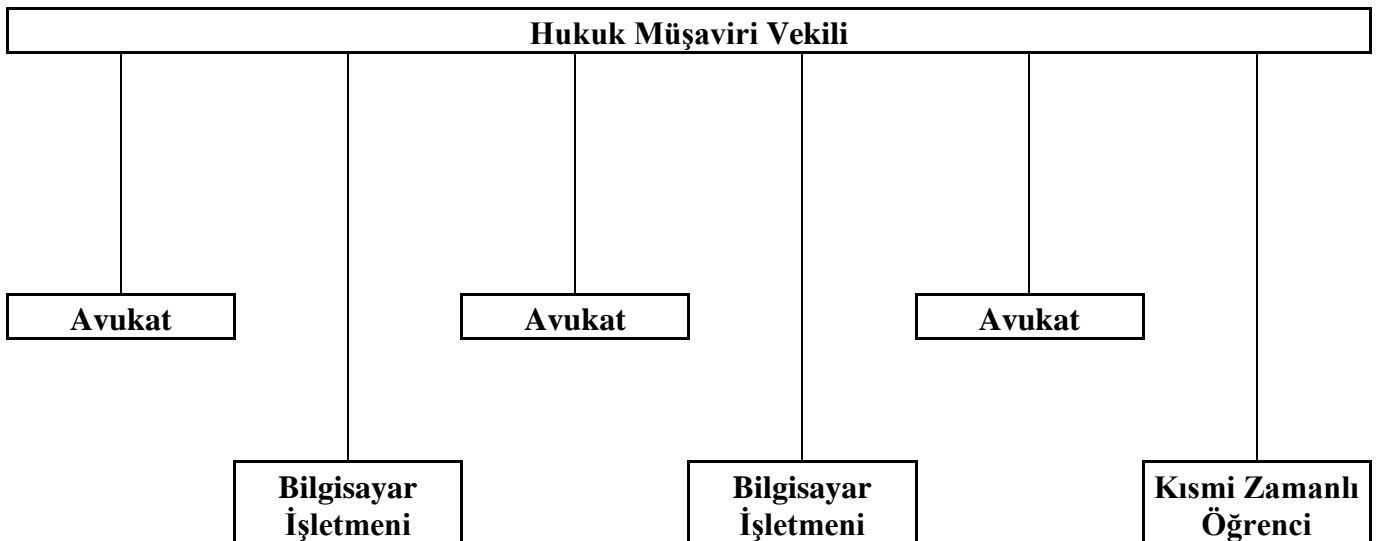 Hukuk Müşaviri Vekili
Avukat
Avukat
Avukat
Bilgisayar
İşletmeni
Bilgisayar
İşletmeni
Kısmi Zamanlı
Öğrenci